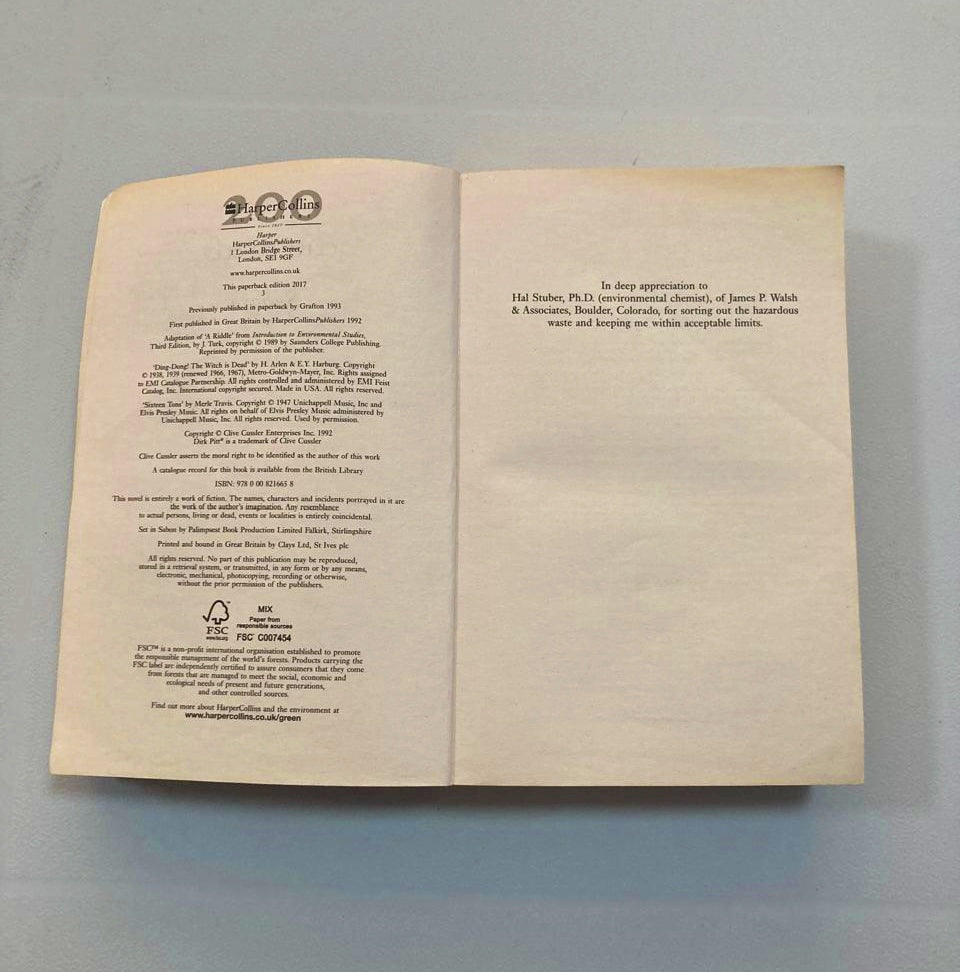 200
HarperCollins
Since 1817
Harper
HarperCollinsPublishers
1 London Bridge Street,
London, SE1 9GF
www.harpercollins.co.uk
This paperback edition 2017
3
Previously published in paperback by Grafton 1993
First published in Great Britain by HarperCollinsPublishers 1992
Adaptation of 'A Riddle' from Introduction to Environmental Studies,
Third Edition, by J. Turk, copyright © 1989 by Saunders College Publishing.
Reprinted by permission of the publisher.
'Ding-Dong! The Witch is Dead' by H. Arlen & E.Y. Harburg. Copyright
© 1938, 1939 (renewed 1966, 1967), Metro-Goldwyn-Mayer, Inc. Rights assigned
to EMI Catalogue Partnership. All rights controlled and administered by EMI Feist
Catalog, Inc. International copyright secured. Made in USA. All rights reserved.
'Sixteen Tons' by Merle Travis. Copyright © 1947 Unichappell Music, Inc and
Elvis Presley Music. All rights on behalf of Elvis Presley Music administered by
Unichappell Music, Inc. All rights reserved. Used by permission.
Copyright © Clive Cussler Enterprises Inc. 1992
Dirk Pitt® is a trademark of Clive Cussler
Clive Cussler asserts the moral right to be identified as the author of this work
A catalogue record for this book is available from the British Library
ISBN: 978 0 00 821665 8
This novel is entirely a work of fiction. The names, characters and incidents portrayed in it are
the work of the author's imagination. Any resemblance
to actual persons, living or dead, events or localities is entirely coincidental.
Set in Sabon by Palimpsest Book Production Limited Falkirk, Stirlingshire
Printed and bound in Great Britain by Clays Ltd, St Ives plc
All rights reserved. No part of this publication may be reproduced,
stored in a retrieval system, or transmitted, in any form or by any means,
electronic, mechanical, photocopying, recording or otherwise,
without the prior permission of the publishers.
MIX
Paper from
responsible sources
FSC
www.fsc.org
FSC® C007454
FSC™ is a non-profit international organisation established to promote
the responsible management of the world's forests. Products carrying the
FSC label are independently certified to assure consumers that they come
from forests that are managed to meet the social, economic and
ecological needs of present and future generations,
and other controlled sources.
Find out more about HarperCollins and the environment at
www.harpercollins.co.uk/green
In deep appreciation to
Hal Stuber, Ph.D. (environmental chemist), of James P. Walsh
& Associates, Boulder, Colorado, for sorting out the hazardous
waste and keeping me within acceptable limits.